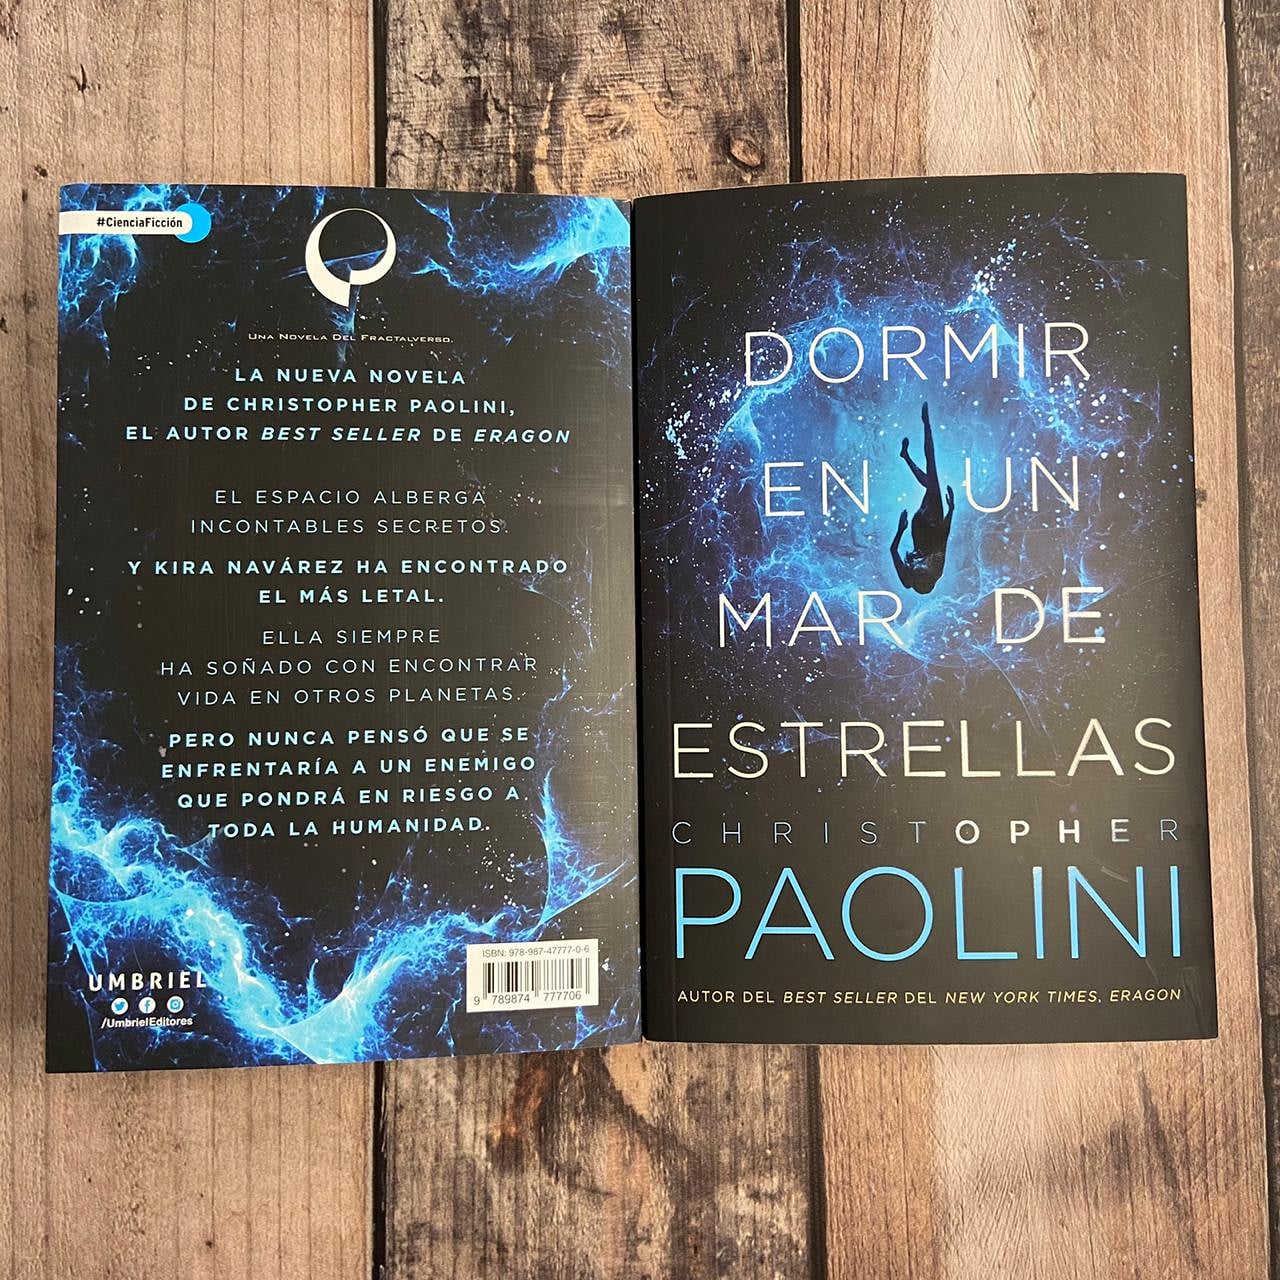 #CienciaFicción
Una Novela Del Fractalverso.
LA NUEVA NOVELA
DE CHRISTOPHER PAOLINI,
EL AUTOR BEST SELLER DE ERAGON
EL ESPACIO ALBERGA
INCONTABLES SECRETOS.
Y KIRA NAVÁREZ HA ENCONTRADO
EL MÁS LETAL.
ELLA SIEMPRE
HA SOÑADO CON ENCONTRAR
VIDA EN OTROS PLANETAS.
PERO NUNCA PENSÓ QUE SE
ENFRENTARÍA A UN ENEMIGO
QUE PONDRÁ EN RIESGO A
TODA LA HUMANIDAD.
UMBRIEL
/UmbrielEditores
ISBN: 978-987-47777-0-6
9 789874 777706
DORMIR
EN UN
MAR DE
ESTRELLAS
CHRISTOPHER
PAOLINI
AUTOR DEL BEST SELLER DEL NEW YORK TIMES, ERAGON